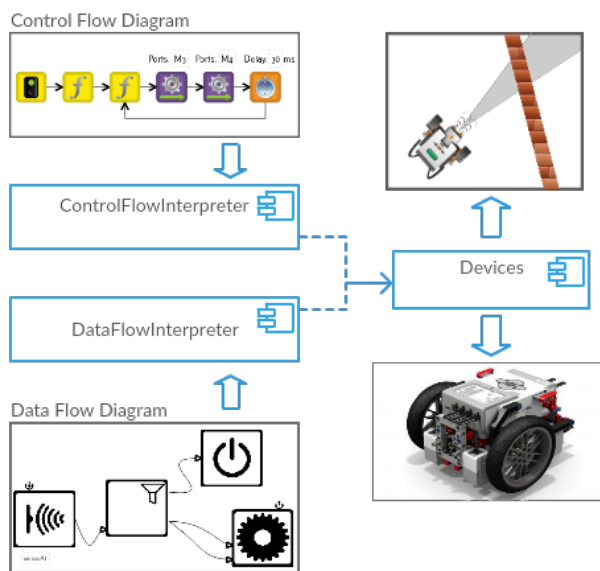 Control Flow Diagram
Ports: M3 Ports: M4 Delay: 30 ms
ControlFlowInterpreter
Devices
DataFlowInterpreter
Data Flow Diagram